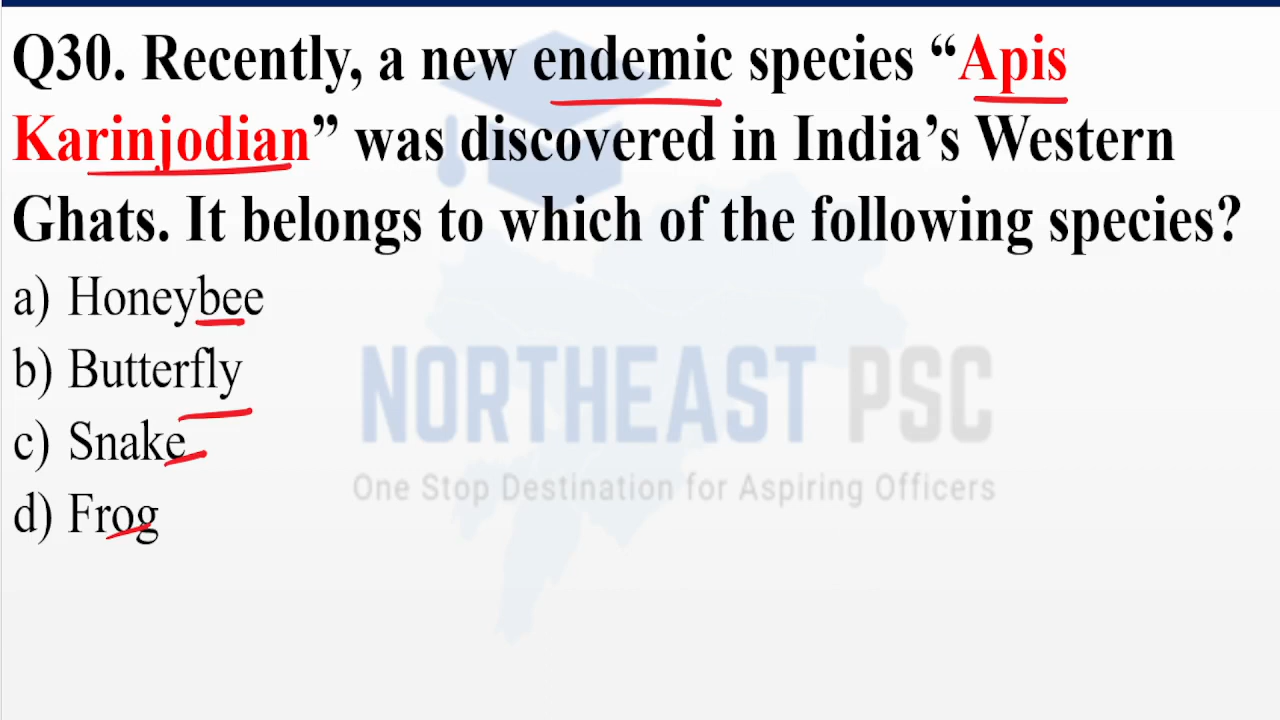 Q30. Recently, a new endemic species “Apis
Karinjodian” was discovered in India’s Western
Ghats. It belongs to which of the following species?
a) Honeybee
b) Butterfly
c) Snake
d) Frog
NORTHEAST PSC
One Stop Destination for Aspiring Officers